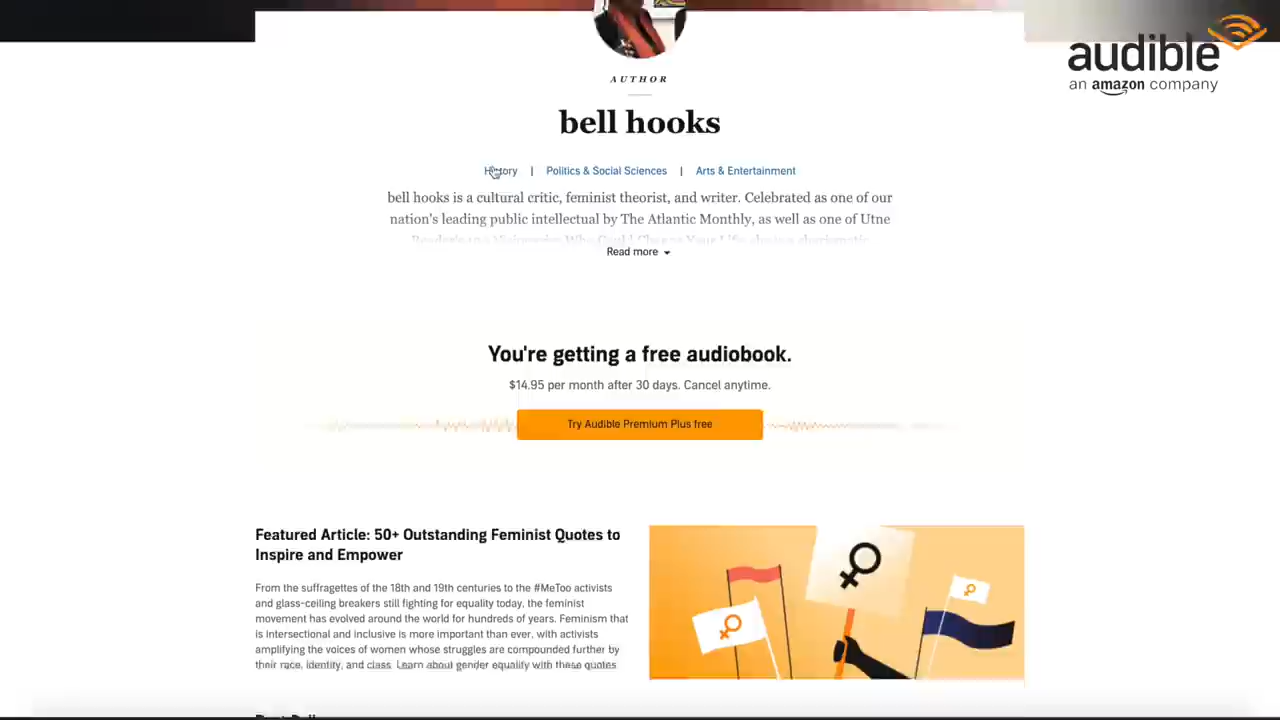 audible
an amazon company
AUTHOR
bell hooks
History | Politics & Social Sciences | Arts & Entertainment
bell hooks is a cultural critic, feminist theorist, and writer. Celebrated as one of our
nation's leading public intellectual by The Atlantic Monthly, as well as one of Utne
Read more
You're getting a free audiobook.
$14.95 per month after 30 days. Cancel anytime.
Try Audible Premium Plus free
Featured Article: 50+ Outstanding Feminist Quotes to
Inspire and Empower
From the suffragettes of the 18th and 19th centuries to the #MeToo activists
and glass-ceiling breakers still fighting for equality today, the feminist
movement has evolved around the world for hundreds of years. Feminism that
is intersectional and inclusive is more important than ever, with activists
amplifying the voices of women whose struggles are compounded further by
their race, identity, and class. Learn about gender equality with these quotes